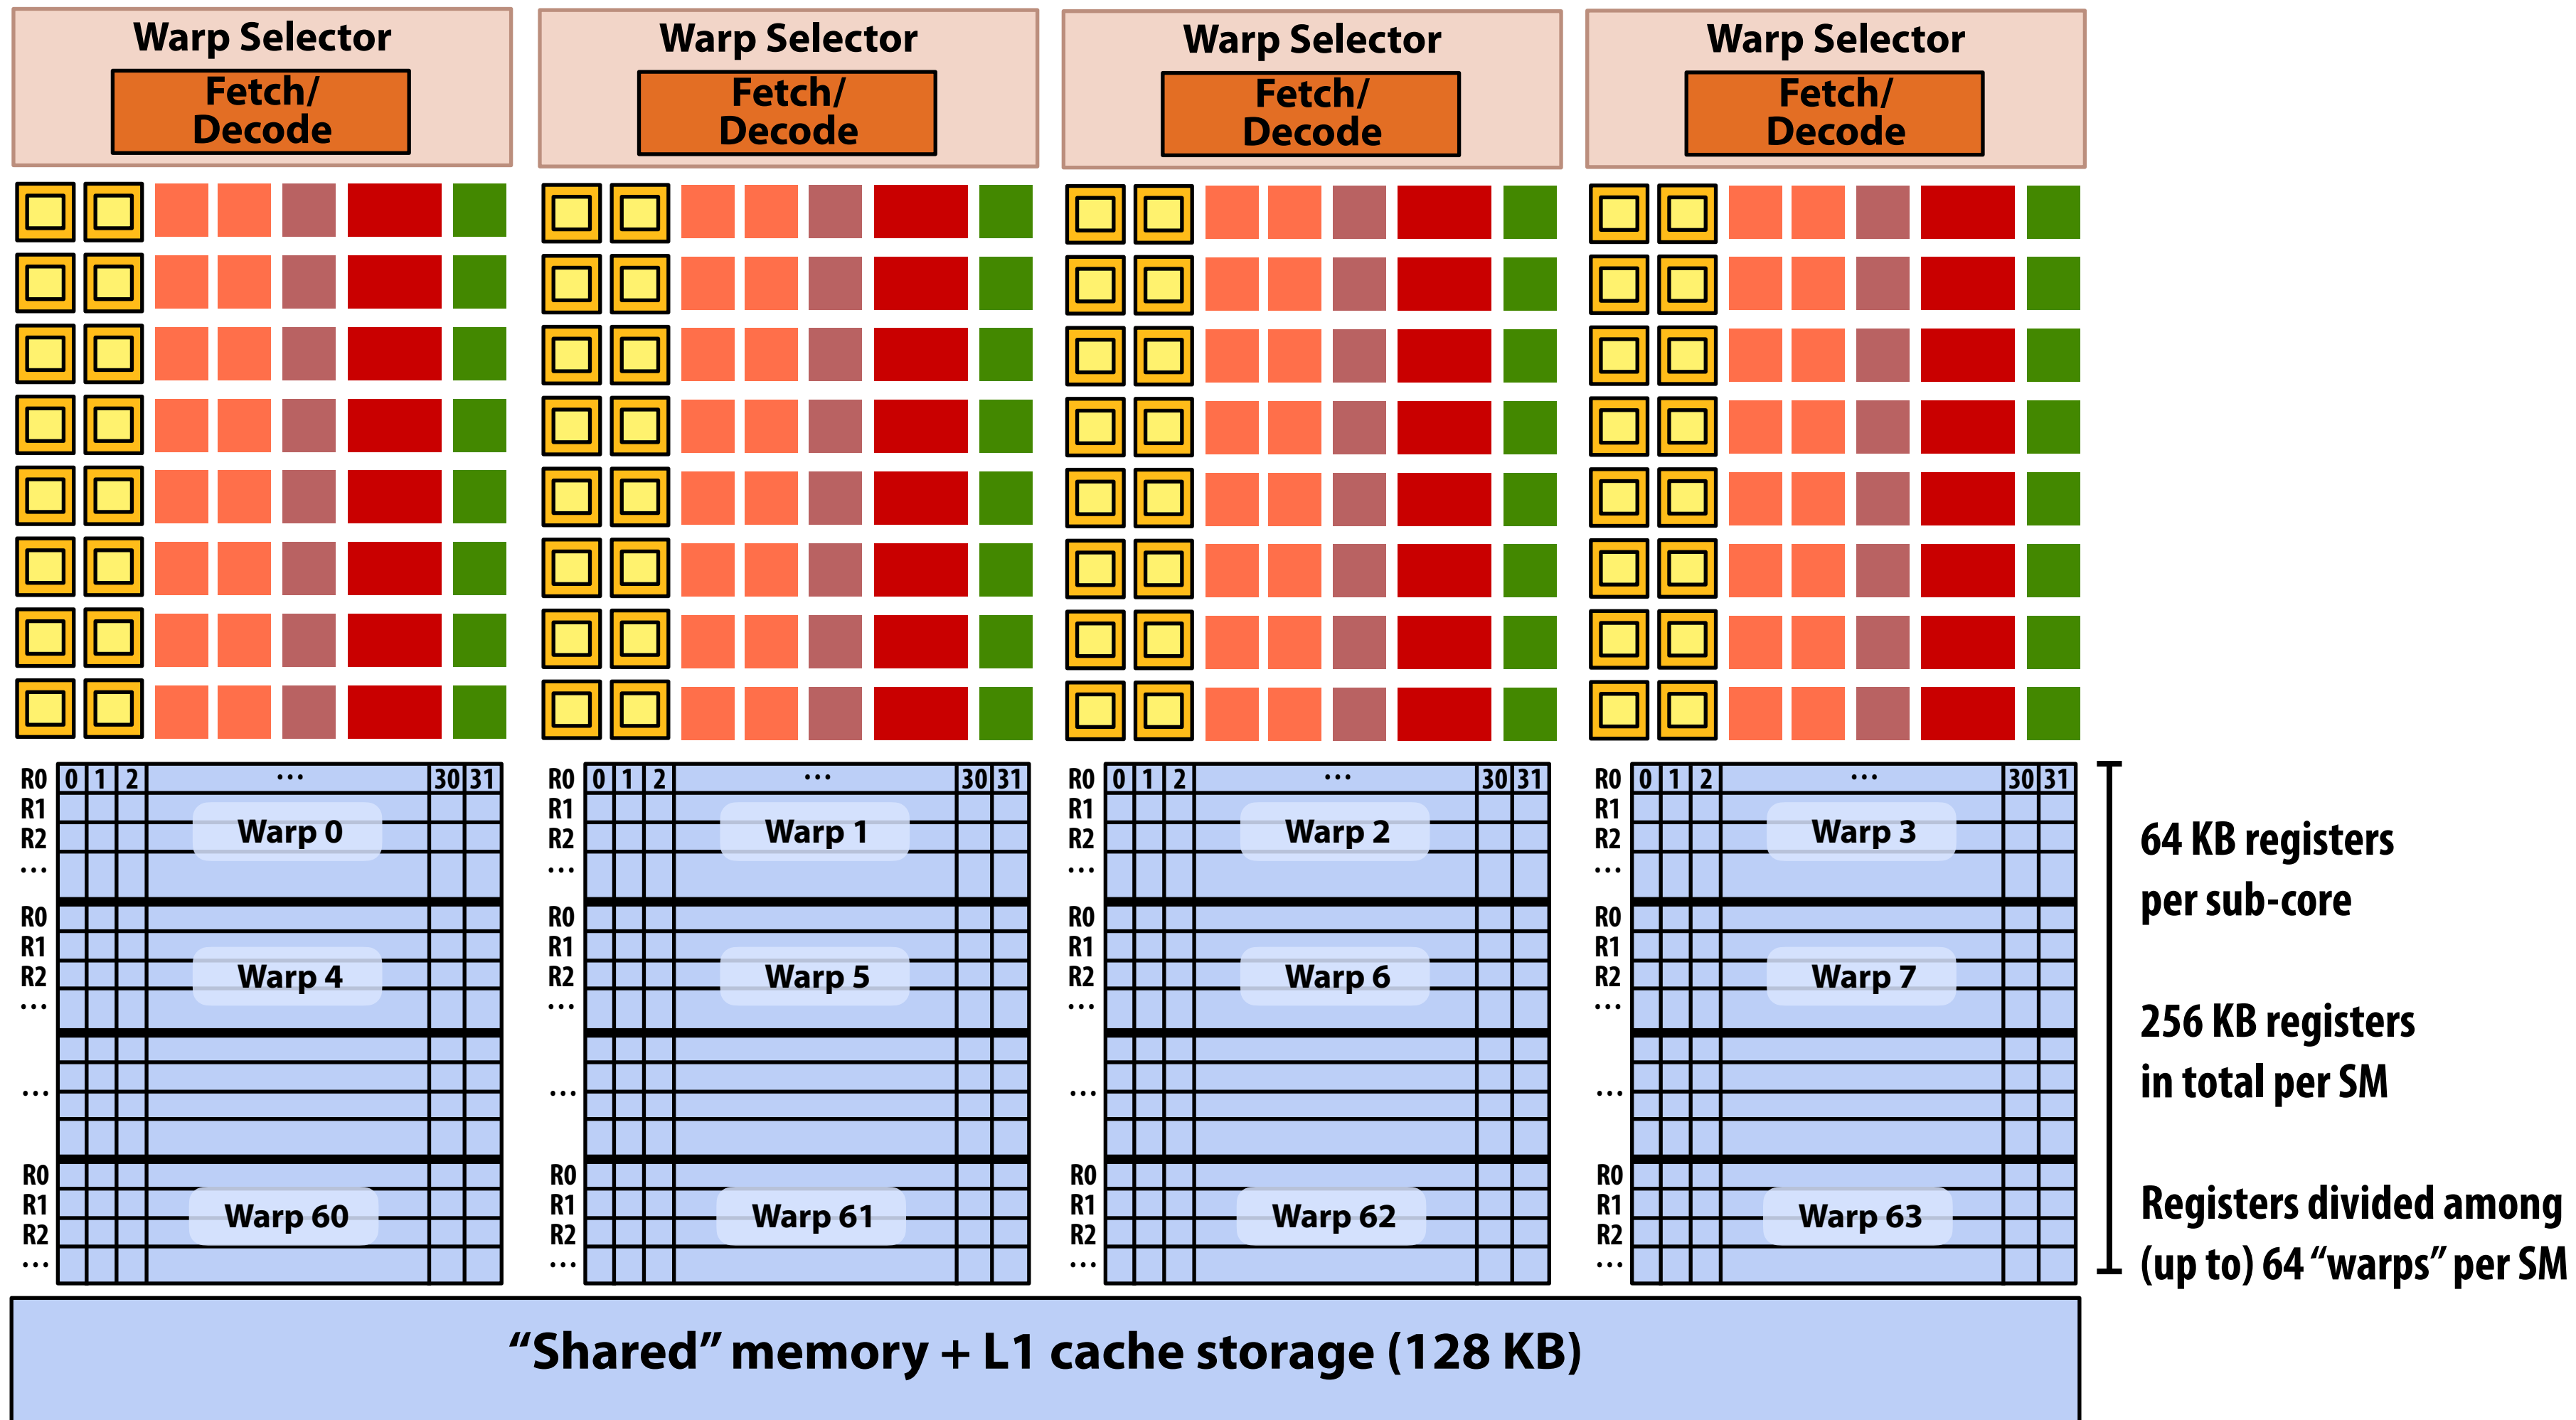 Warp Selector
Fetch/
Decode
Warp Selector
Fetch/
Decode
Warp Selector
Fetch/
Decode
Warp Selector
Fetch/
Decode
R0 0 1 2 ... 30 31
R1
R2 Warp 0
...
R0 0 1 2 ... 30 31
R1
R2 Warp 1
...
R0 0 1 2 ... 30 31
R1
R2 Warp 2
...
R0 0 1 2 ... 30 31
R1
R2 Warp 3
...
R0
R1
R2 Warp 4
...
R0
R1
R2 Warp 5
...
R0
R1
R2 Warp 6
...
R0
R1
R2 Warp 7
...
... ... ... ...
R0
R1 Warp 60
R2
...
R0
R1 Warp 61
R2
...
R0
R1 Warp 62
R2
...
R0
R1 Warp 63
R2
...
64 KB registers
per sub-core
256 KB registers
in total per SM
Registers divided among
(up to) 64 “warps” per SM
“Shared” memory + L1 cache storage (128 KB)